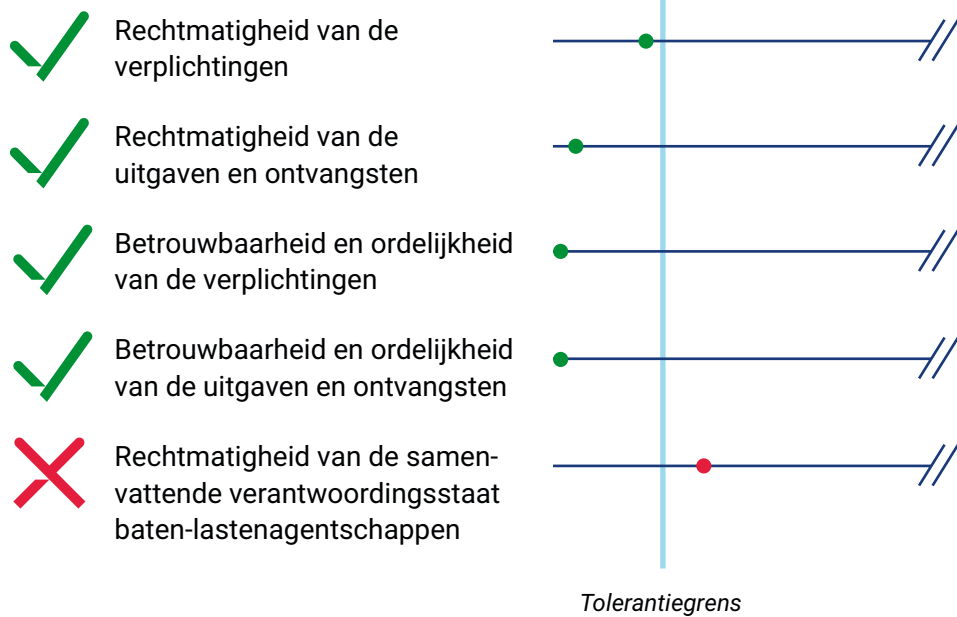 Rechtmatigheid van de
verplichtingen
Rechtmatigheid van de
uitgaven en ontvangsten
Betrouwbaarheid en ordelijkheid
van de verplichtingen
Betrouwbaarheid en ordelijkheid
van de uitgaven en ontvangsten
Rechtmatigheid van de samen-
vattende verantwoordingsstaat
baten-lastenagentschappen
Tolerantiegrens